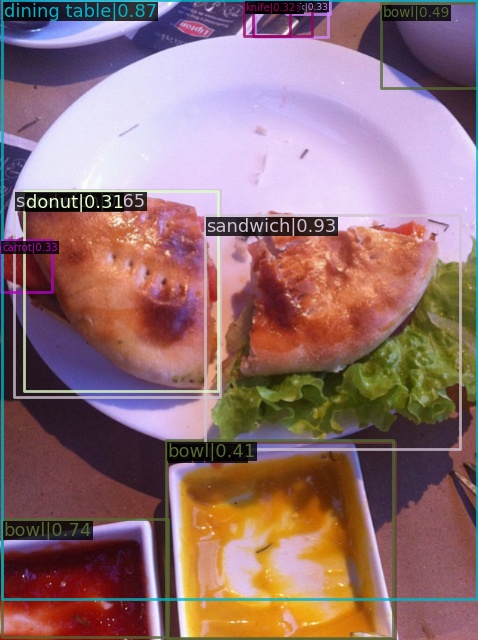 dining table|0.87
knife|0.32
0.33
bowl|0.49
Lipton
donut|0.31
65
sandwich|0.93
carrot|0.33
bowl|0.41
bowl|0.74